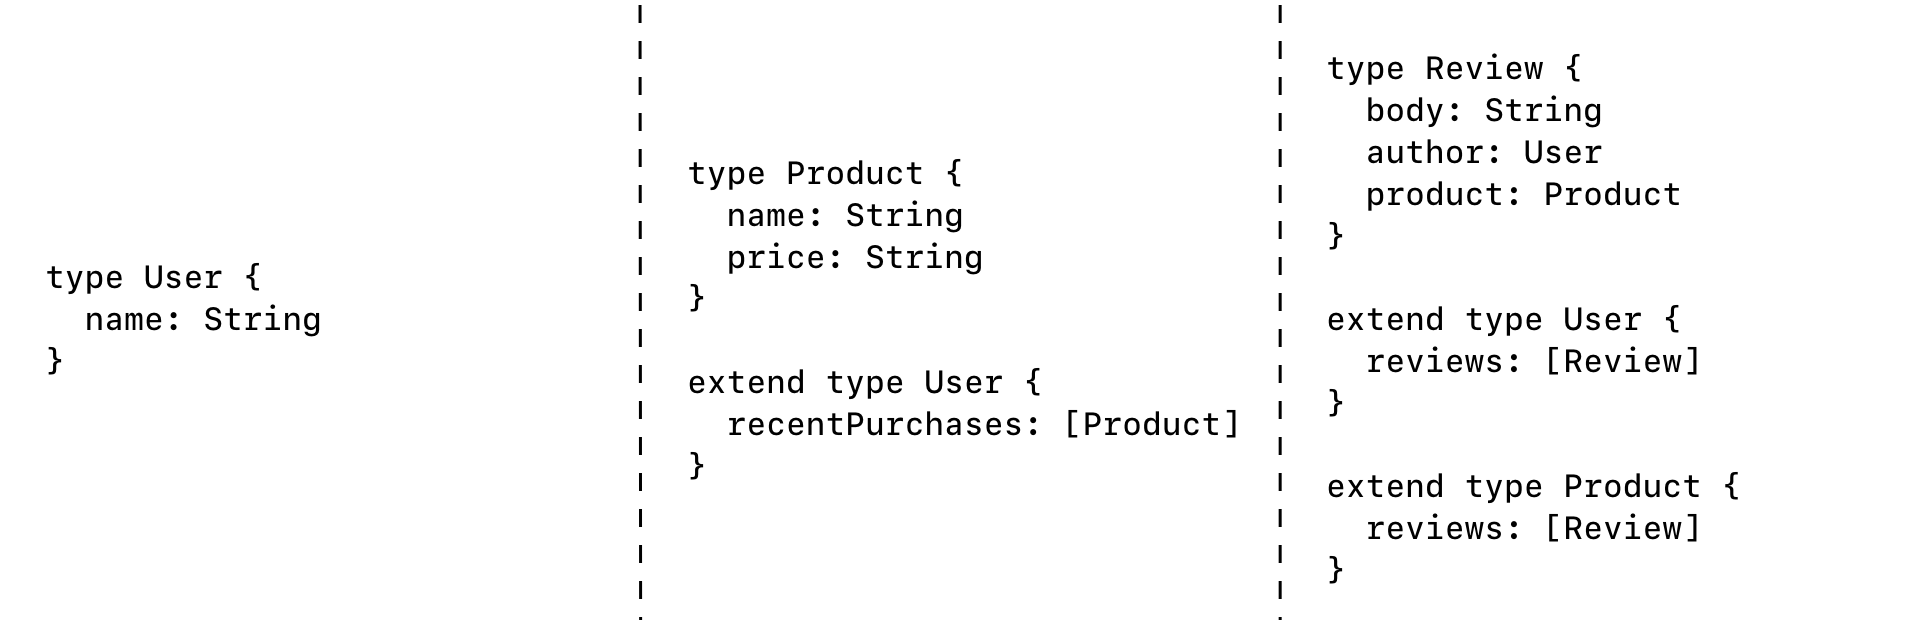 type User {
  name: String
}
type Product {
  name: String
  price: String
}
extend type User {
  recentPurchases: [Product]
}
type Review {
  body: String
  author: User
  product: Product
}
extend type User {
  reviews: [Review]
}
extend type Product {
  reviews: [Review]
}